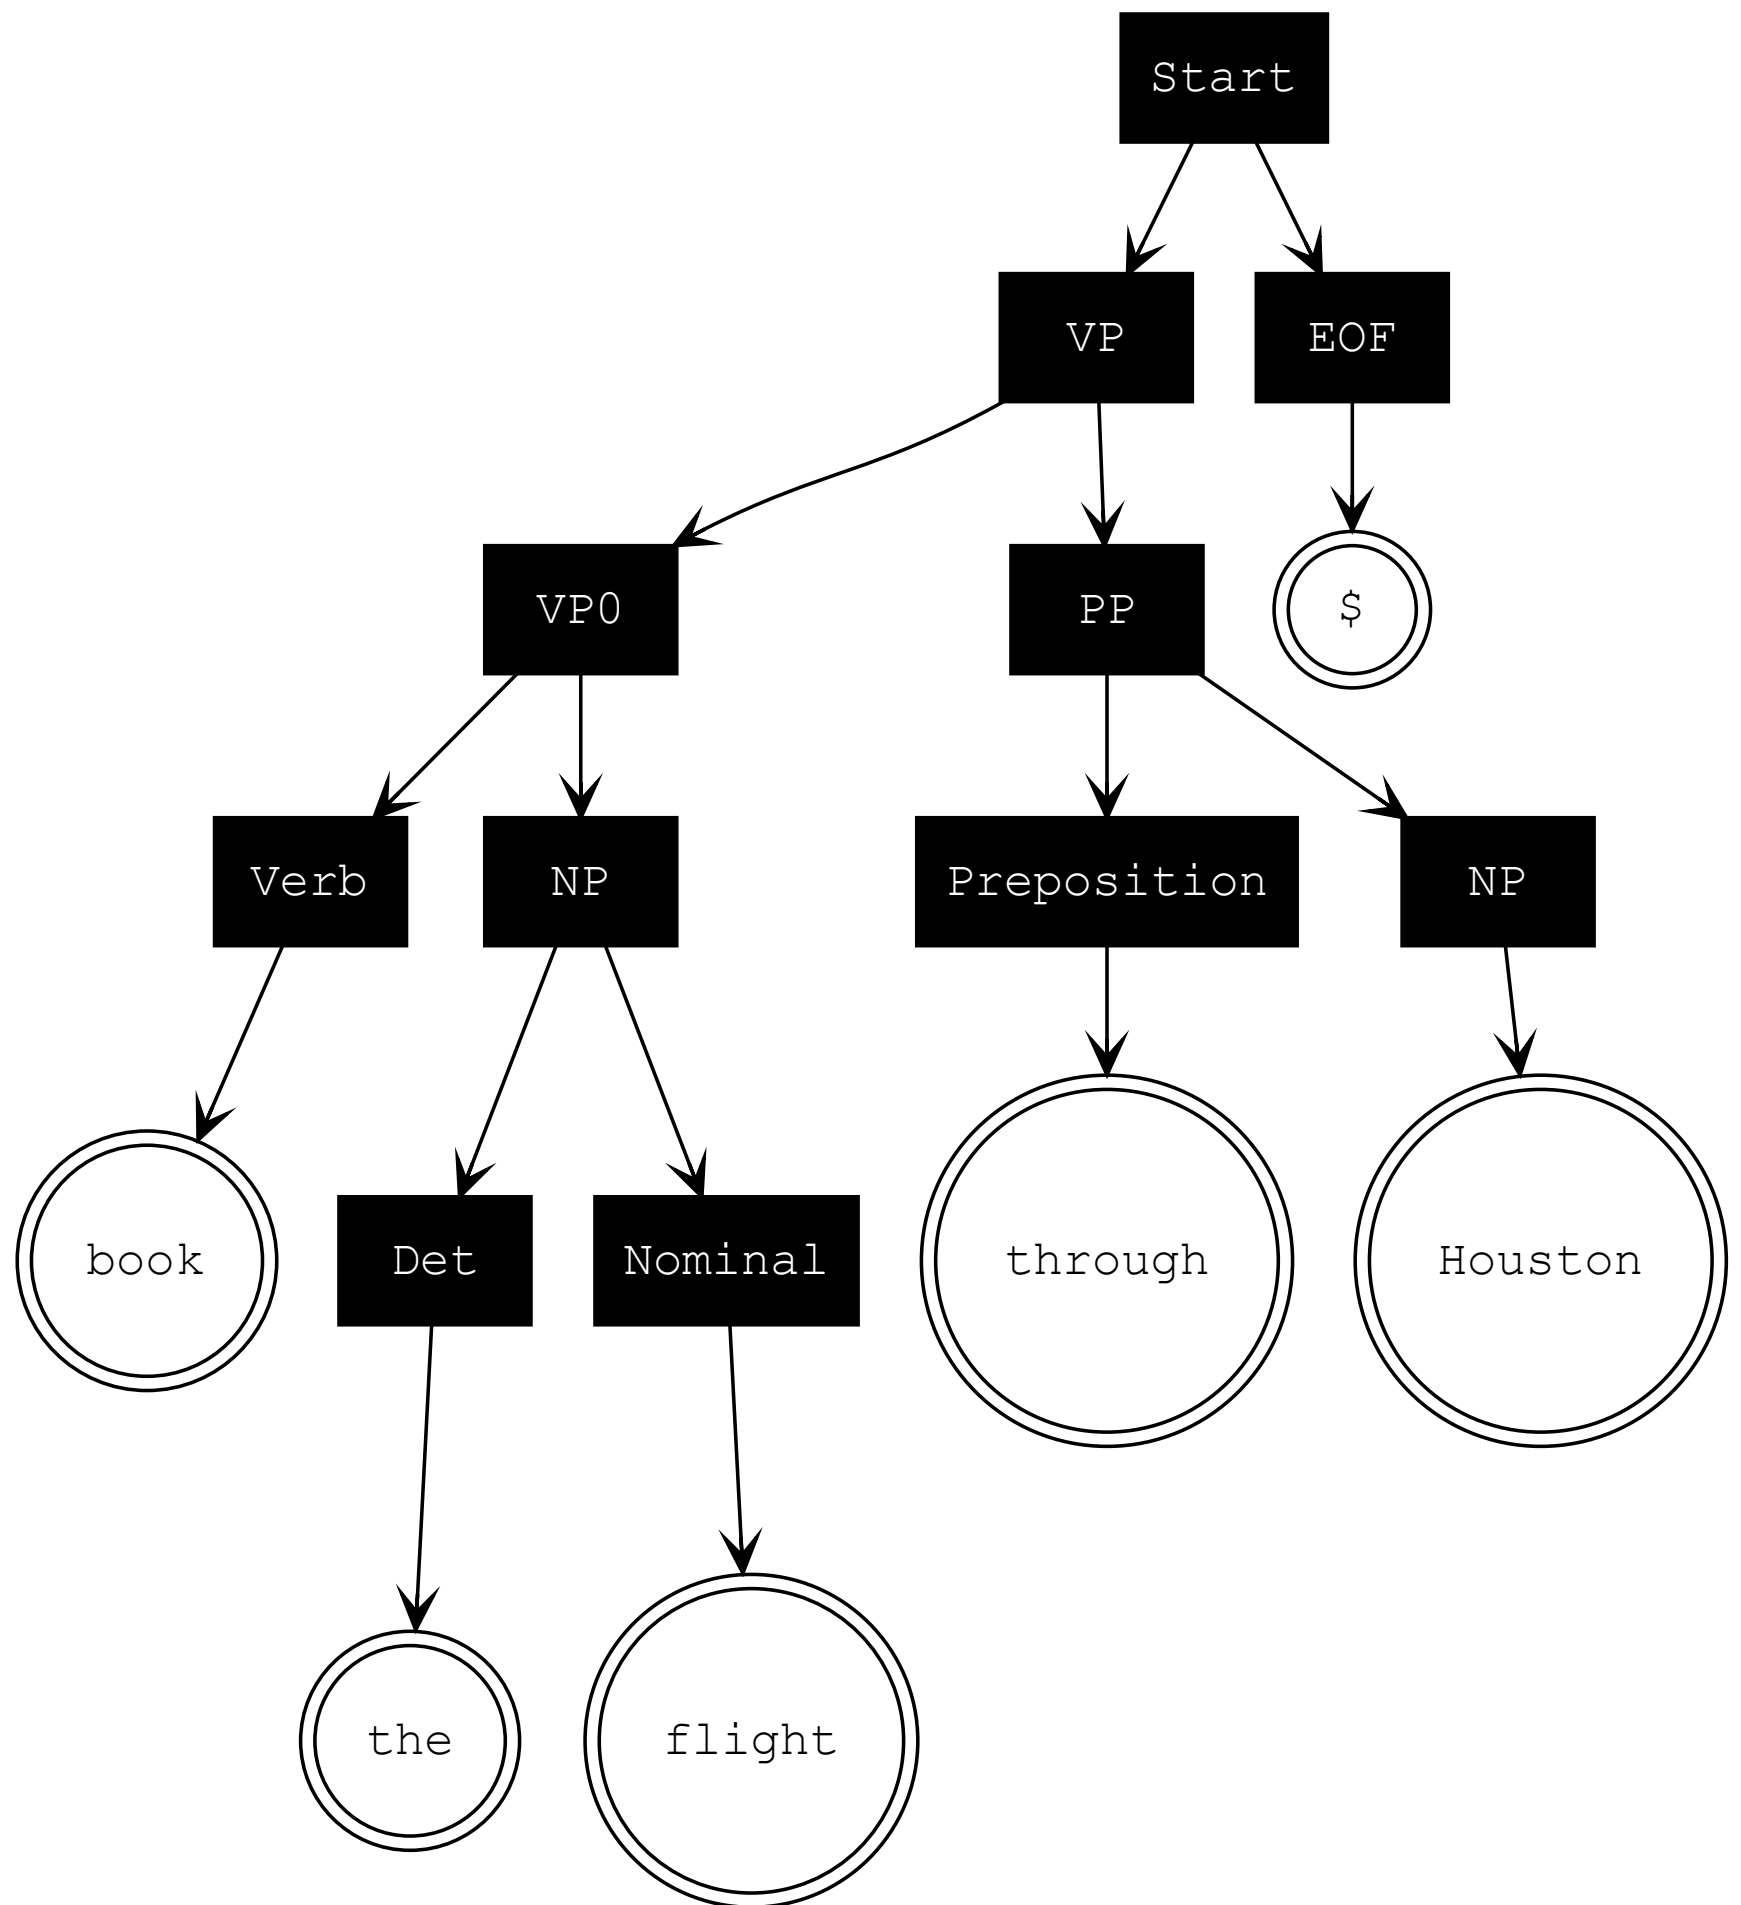 Start
VP EOF
VP0 PP $
Verb NP Preposition NP
book Det Nominal through Houston
the flight